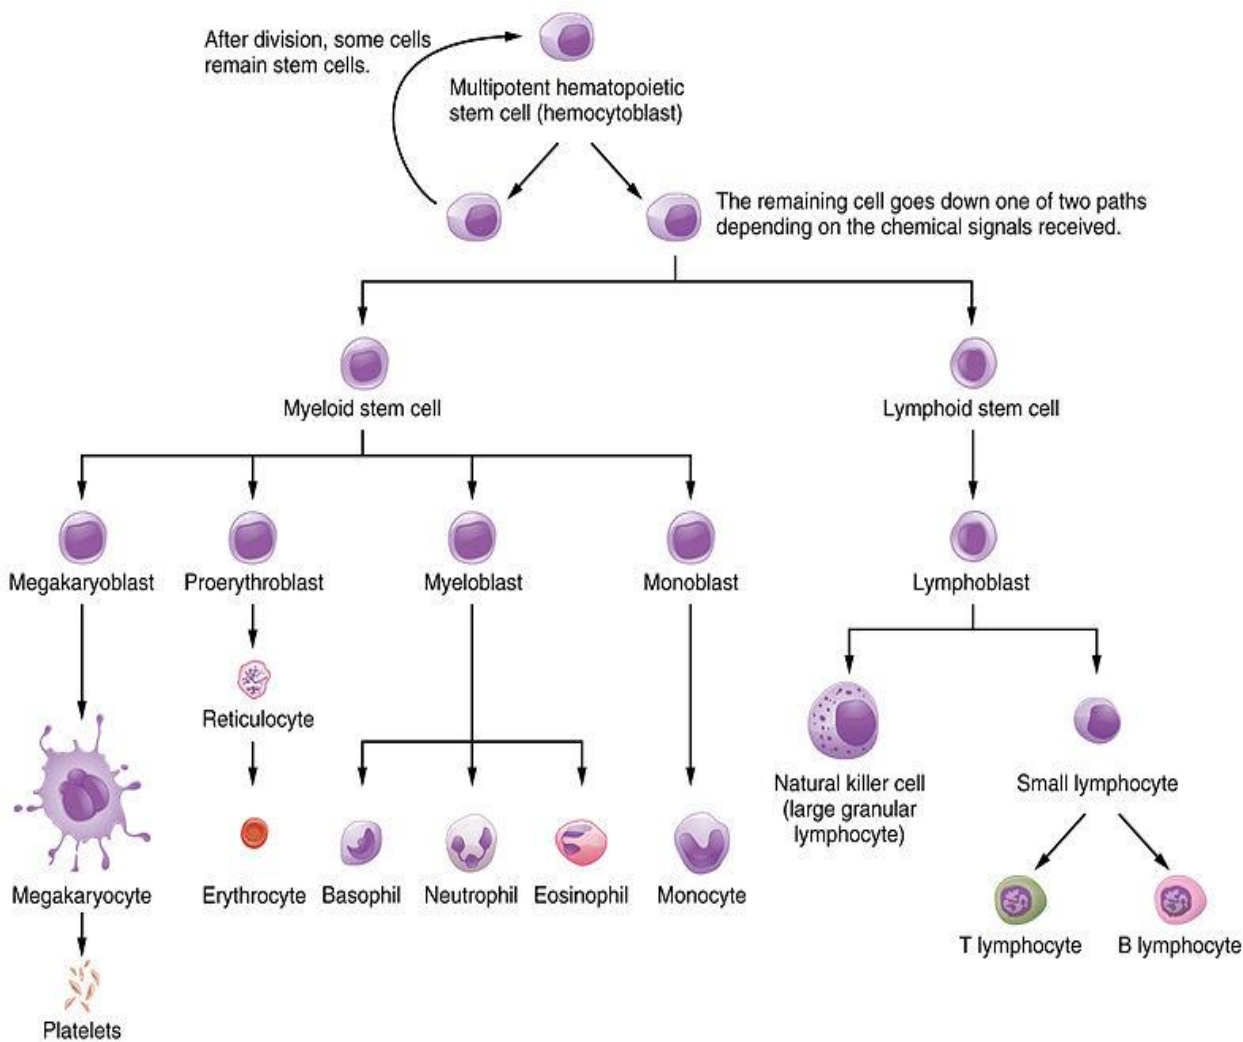 After division, some cells
remain stem cells.
Multipotent hematopoietic
stem cell (hemocytoblast)
The remaining cell goes down one of two paths
depending on the chemical signals received.
Myeloid stem cell
Lymphoid stem cell
Megakaryoblast
Proerythroblast
Myeloblast
Monoblast
Lymphoblast
Reticulocyte
Natural killer cell
(large granular
lymphocyte)
Small lymphocyte
Megakaryocyte
Erythrocyte
Basophil
Neutrophil
Eosinophil
Monocyte
T lymphocyte
B lymphocyte
Platelets